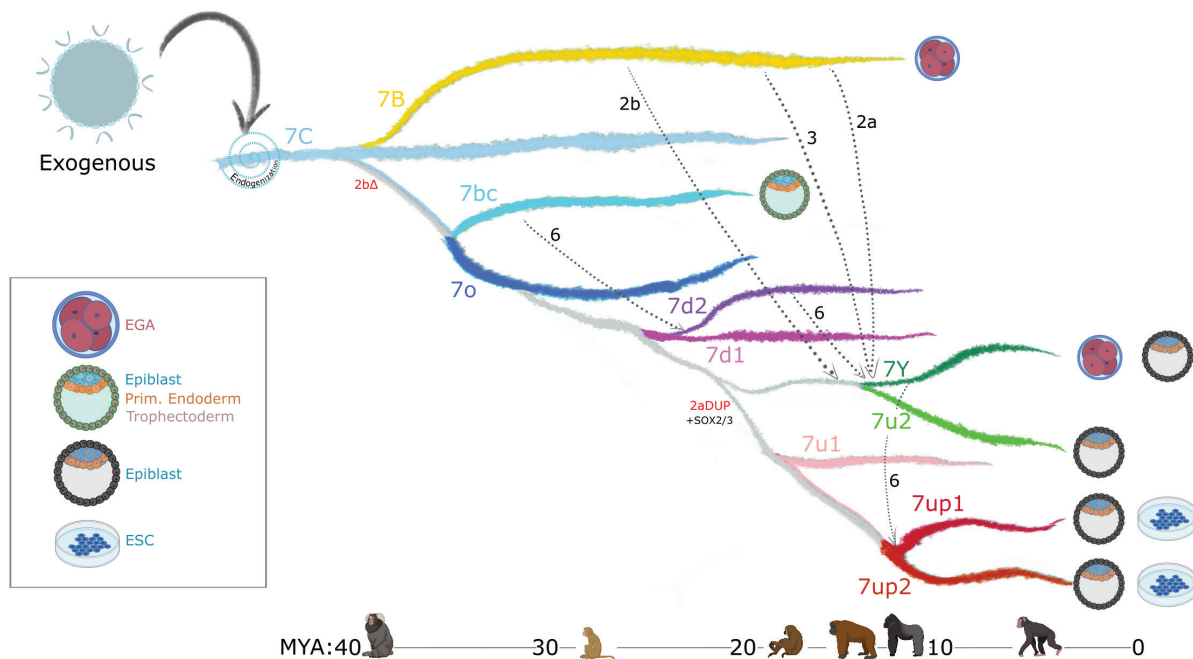 Exogenous
Endogenization
7C
7B
2b
3
2a
2bΔ
7bc
6
7o
7d2
6
7d1
7Y
2aDUP
+SOX2/3
7u2
7u1
6
7up1
7up2
EGA
Epiblast
Prim. Endoderm
Trophectoderm
Epiblast
ESC
MYA:40 30 20 10 0